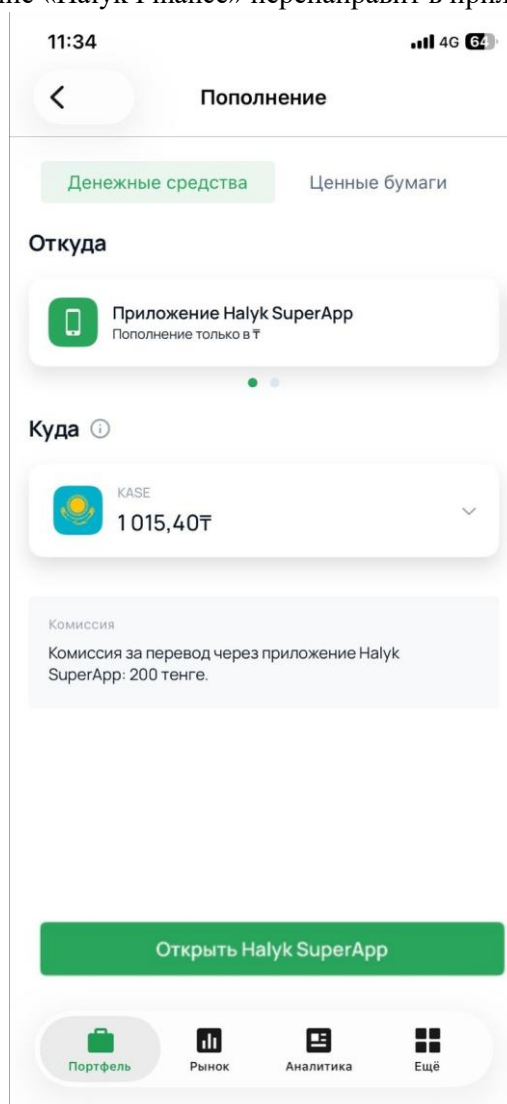 «Halyk Finance» перенаправит в
11:34
4G 64
Пополнение
Денежные средства
Ценные бумаги
Откуда
Приложение Halyk SuperApp
Пополнение только в ₸
Куда
KASE
1 015,40₸
Комиссия
Комиссия за перевод через приложение Halyk
SuperApp: 200 тенге.
Открыть Halyk SuperApp
Портфель
Рынок
Аналитика
Ещё